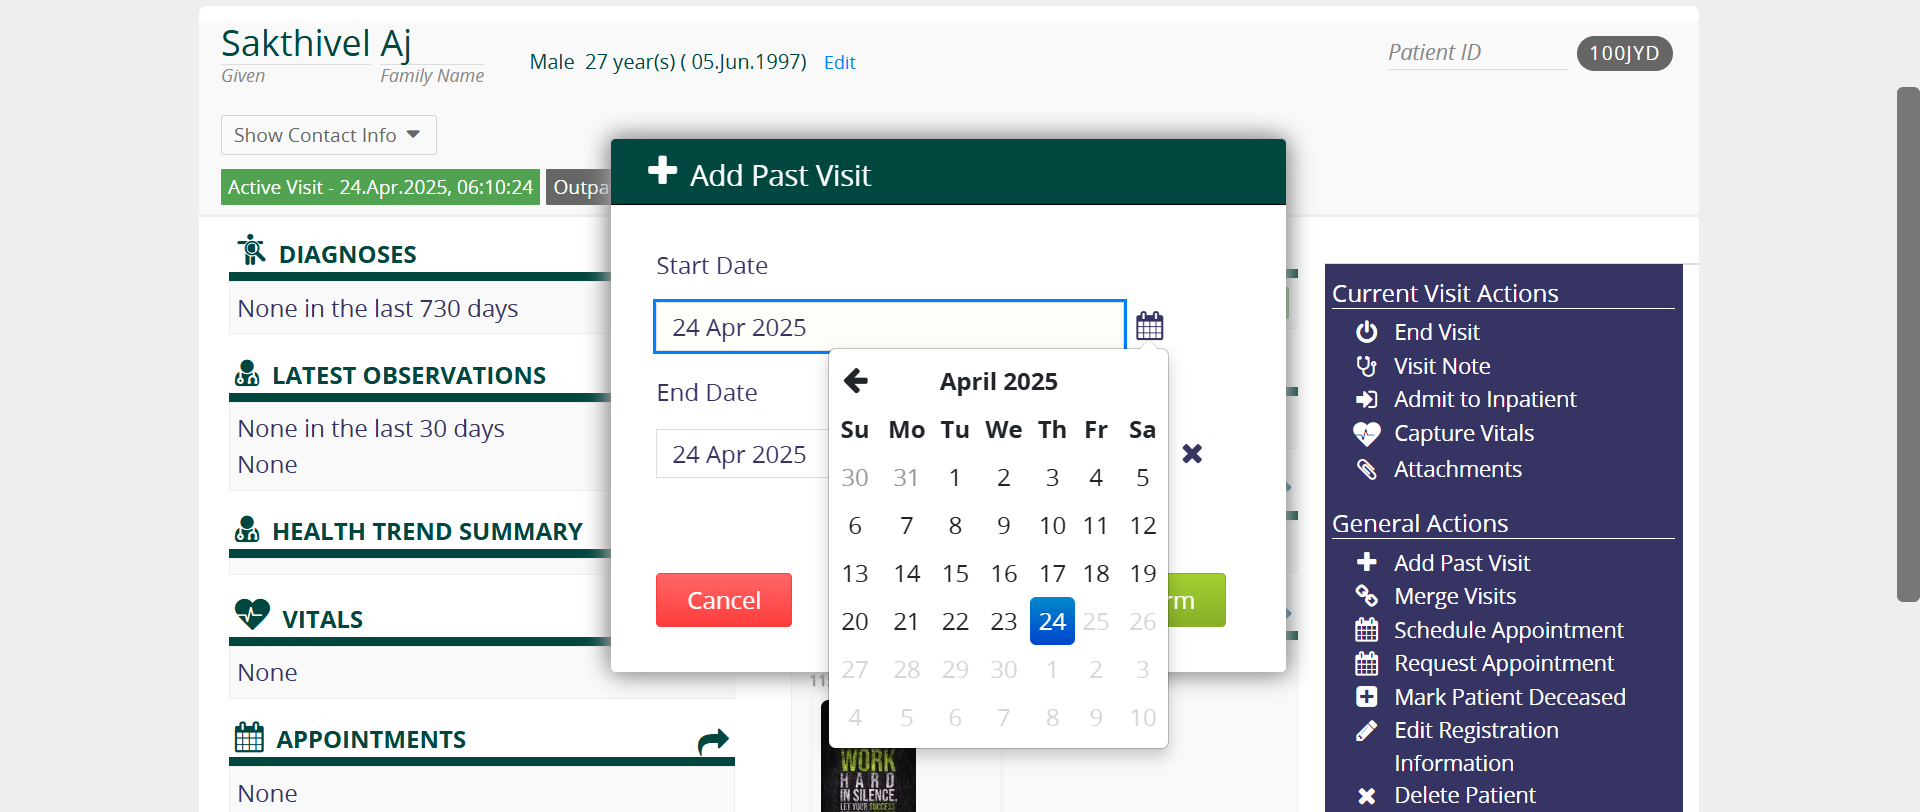 Sakthivel Aj
Given Family Name
Male 27 year(s) ( 05.Jun.1997) Edit
Patient ID 100JYD
Show Contact Info
Active Visit - 24.Apr.2025, 06:10:24
DIAGNOSES
None in the last 730 days
LATEST OBSERVATIONS
None in the last 30 days
None
HEALTH TREND SUMMARY
VITALS
None
APPOINTMENTS
None
Add Past Visit
Start Date
24 Apr 2025
End Date
24 Apr 2025
Cancel
April 2025
Su Mo Tu We Th Fr Sa
30 31 1 2 3 4 5
6 7 8 9 10 11 12
13 14 15 16 17 18 19
20 21 22 23 24 25 26
27 28 29 30 1 2 3
4 5 6 7 8 9 10
WORK
HARD
IN SILENCE,
LET YOUR SUCCESS
Current Visit Actions
End Visit
Visit Note
Admit to Inpatient
Capture Vitals
Attachments
General Actions
Add Past Visit
Merge Visits
Schedule Appointment
Request Appointment
Mark Patient Deceased
Edit Registration
Information
Delete Patient